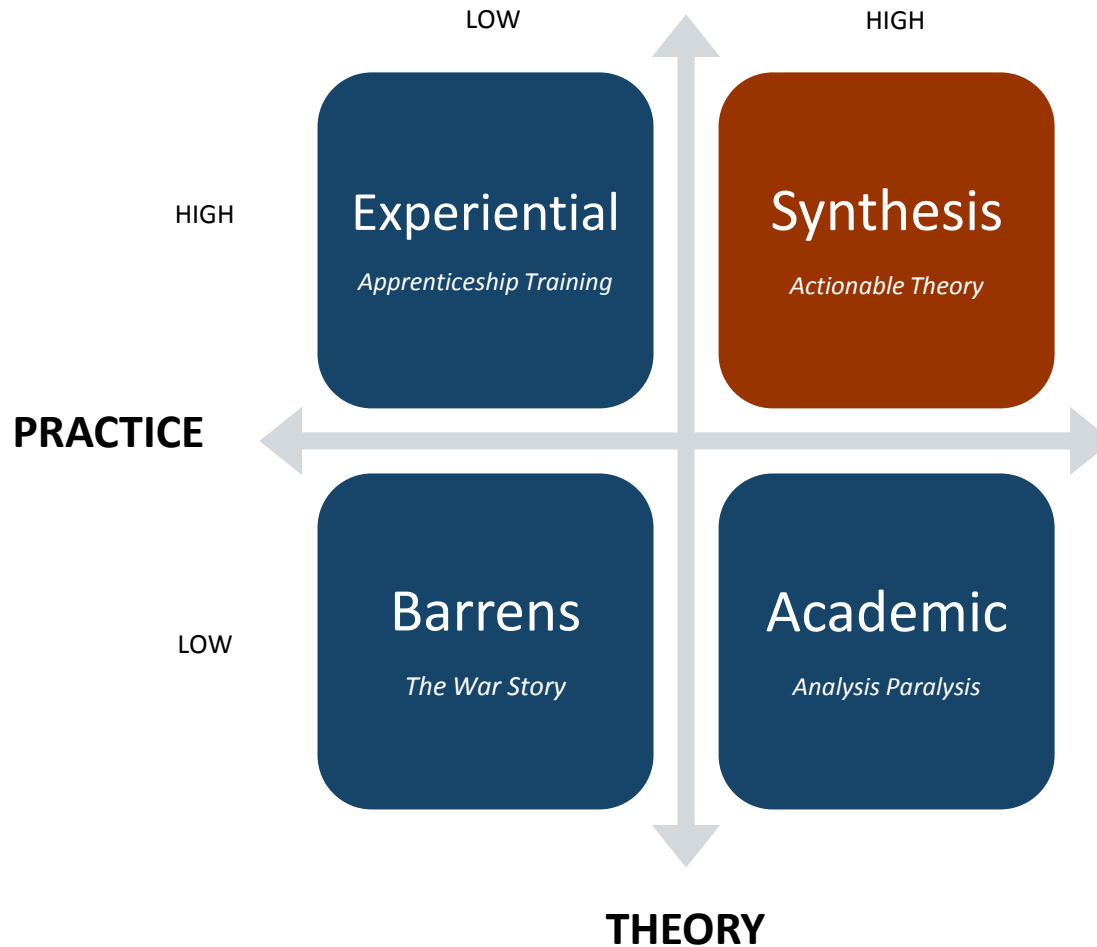 LOW
HIGH
HIGH
Experiential
Apprenticeship Training
Synthesis
Actionable Theory
PRACTICE
LOW
Barrens
The War Story
Academic
Analysis Paralysis
THEORY